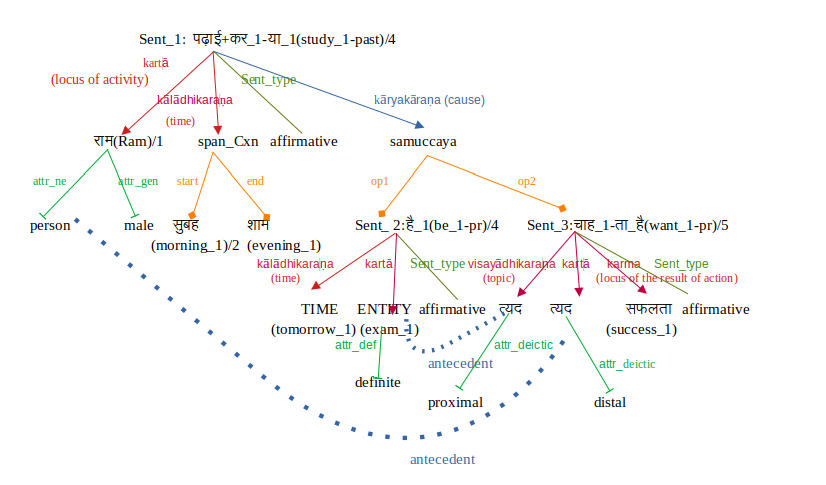 Sent_1: पढ़ाई+कर_1-या_1(study_1-past)/4
kartā
(locus of activity)
Sent_type
kālādhikaraṇa
kāryakāraṇa (cause)
(time)
राम(Ram)/1
span_Cxn
affirmative
samuccaya
attr_ne
attr_gen
start
end
op1
op2
person
male
सुबह
शाम
Sent_ 2:है_1(be_1-pr)/4
Sent_3:चाह_1-ता_है(want_1-pr)/5
(morning_1)/2
(evening_1)
kālādhikaraṇa
kartā
Sent_type
visayādhikaraṇa
kartā
karma
Sent_type
(time)
(topic)
(locus of the result of action)
TIME
ENTITY
affirmative
त्यद
त्यद
सफलता
affirmative
(tomorrow_1)
(exam_1)
(success_1)
attr_def
attr_deictic
antecedent
attr_deictic
definite
proximal
distal
antecedent